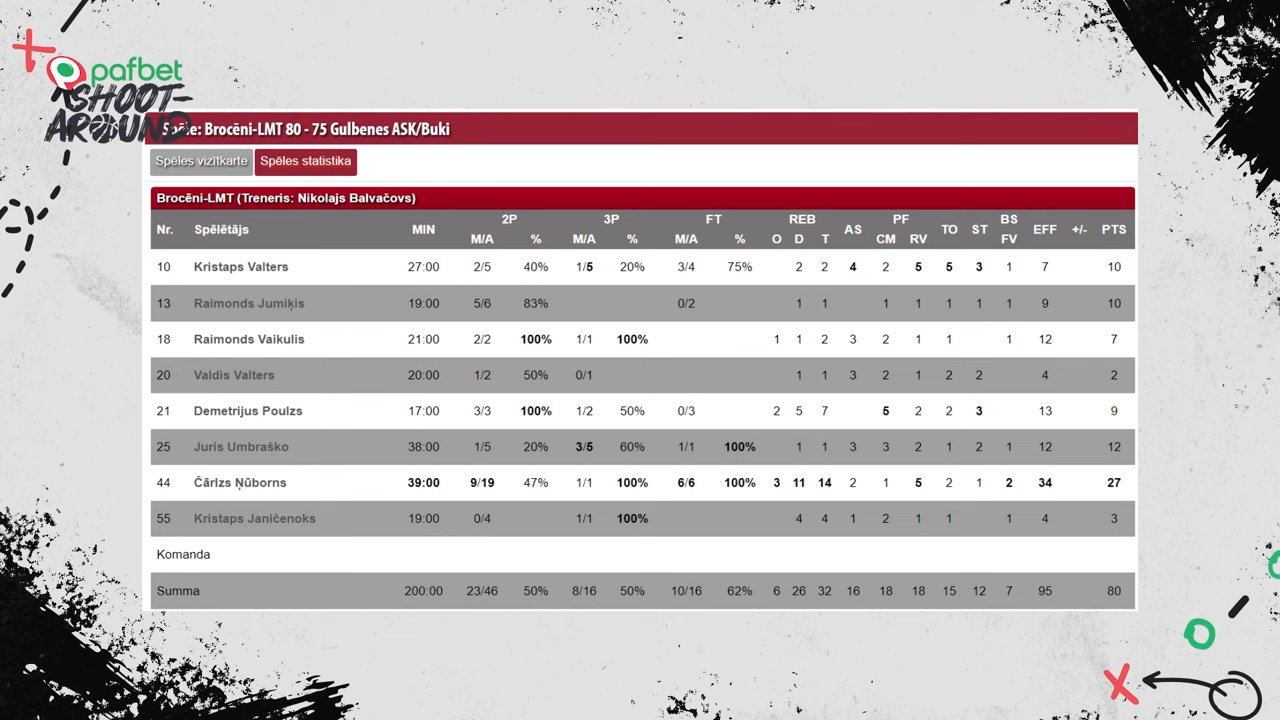 pafbet
SHOOT-
AROUND
Spēle: Brocēni-LMT 80 - 75 Gulbenes ASK/Buki
Spēles vizītkarte Spēles statistika
Brocēni-LMT (Treneris: Nikolajs Balvačovs)
2P 3P FT REB PF BS
Nr. Spēlētājs MIN AS TO ST EFF +/- PTS
M/A % M/A % M/A % O D T CM RV FV
10 Kristaps Valters 27:00 2/5 40% 1/5 20% 3/4 75% 2 2 4 2 5 5 3 1 7 10
13 Raimonds Jumiķis 19:00 5/6 83% 0/2 1 1 1 1 1 1 1 9 10
18 Raimonds Vaikulis 21:00 2/2 100% 1/1 100% 1 1 2 3 2 1 1 1 12 7
20 Valdis Valters 20:00 1/2 50% 0/1 1 1 3 2 1 2 2 4 2
21 Demetrijus Poulzs 17:00 3/3 100% 1/2 50% 0/3 2 5 7 5 2 2 3 13 9
25 Juris Umbraško 38:00 1/5 20% 3/5 60% 1/1 100% 1 1 3 3 2 1 2 1 12 12
44 Čārlzs Ņūborns 39:00 9/19 47% 1/1 100% 6/6 100% 3 11 14 2 1 5 2 1 2 34 27
55 Kristaps Janičenoks 19:00 0/4 1/1 100% 4 4 1 2 1 1 1 4 3
Komanda
Summa 200:00 23/46 50% 8/16 50% 10/16 62% 6 26 32 16 18 18 15 12 7 95 80